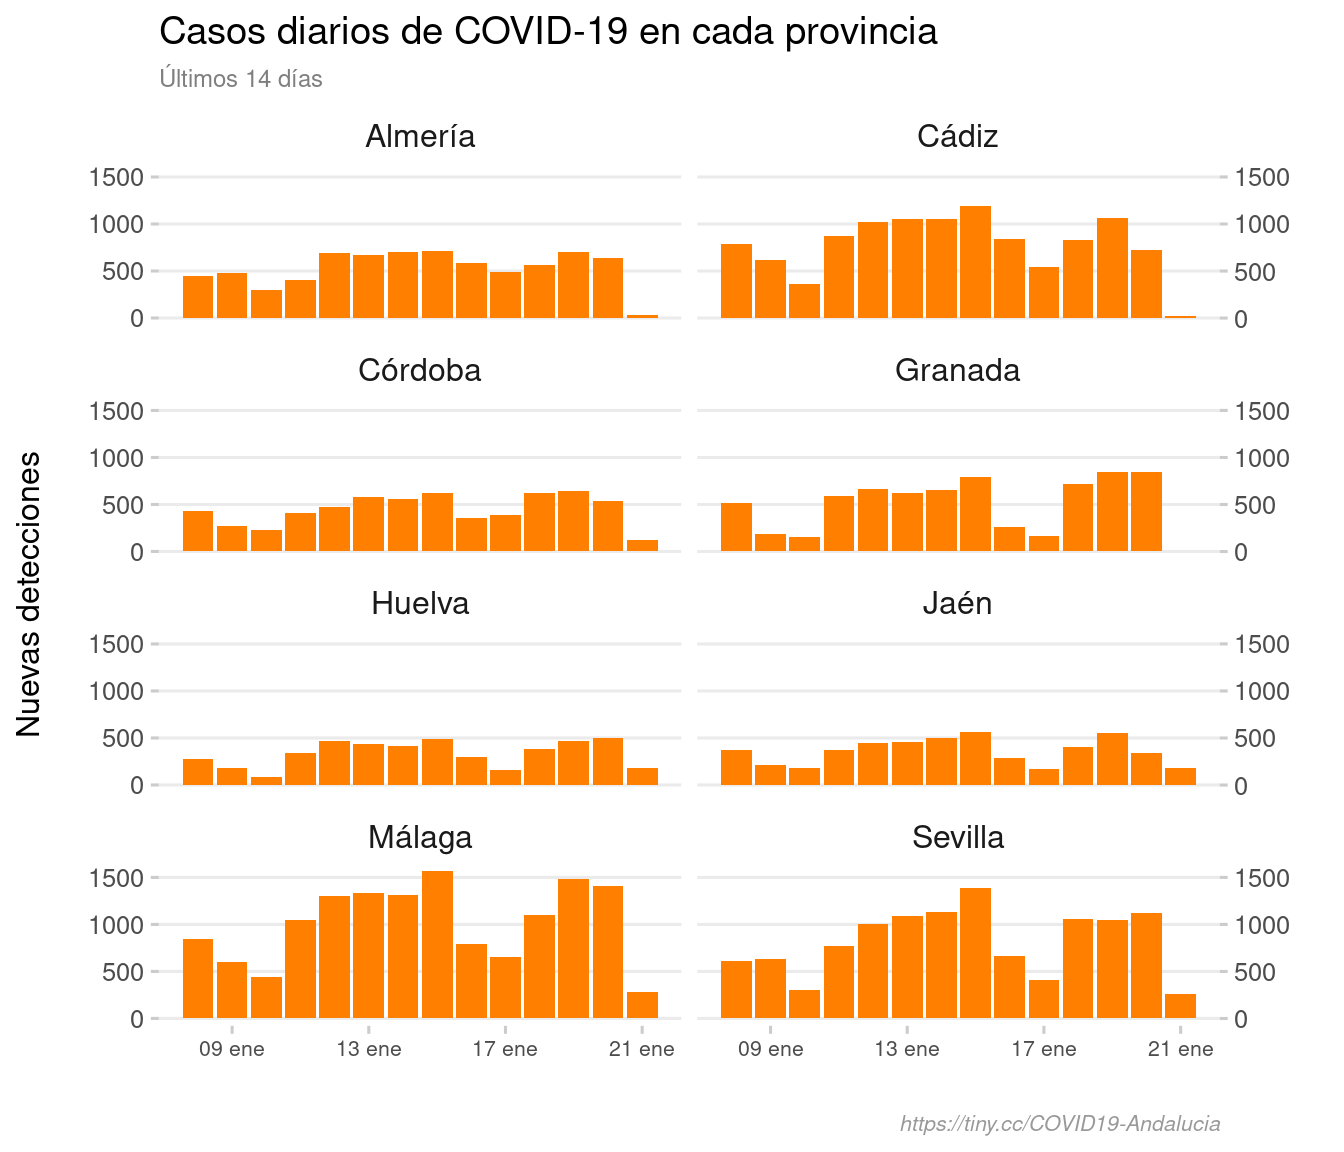 Casos diarios de COVID-19 en cada provincia
Últimos 14 días
Almería
Cádiz
1500
1000
500
0
1500
1000
500
0
Córdoba
Granada
1500
1000
500
0
1500
1000
500
0
Nuevas detecciones
Huelva
Jaén
1500
1000
500
0
1500
1000
500
0
Málaga
Sevilla
1500
1000
500
0
1500
1000
500
0
09 ene 13 ene 17 ene 21 ene
09 ene 13 ene 17 ene 21 ene
https://tiny.cc/COVID19-Andalucia